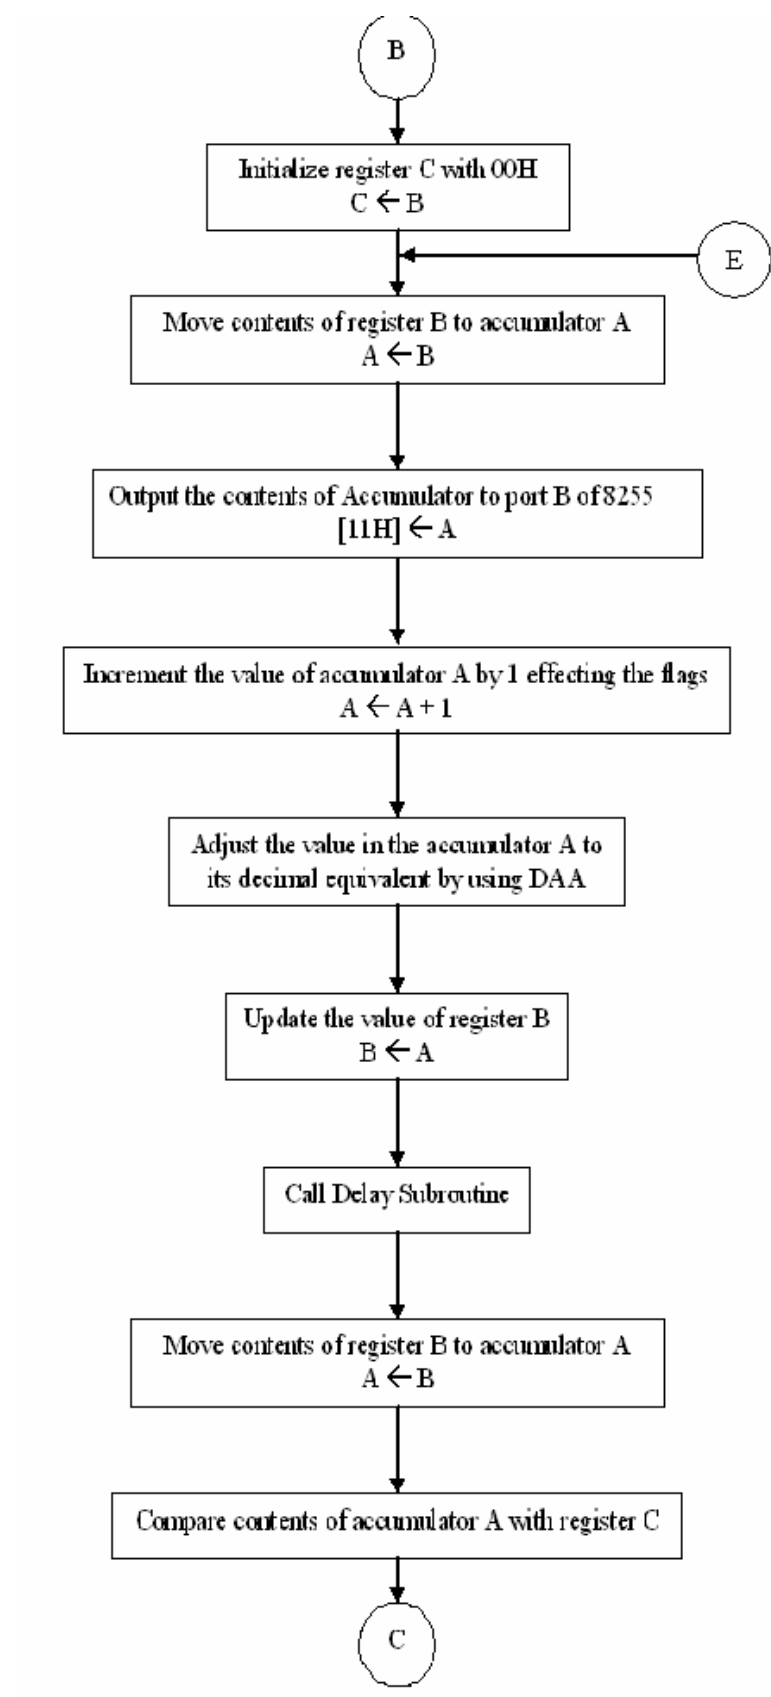 B
Initialize register C with 00H
C ← B
E
Move contents of register B to accumulator A
A ← B
Output the contents of Accumulator to port B of 8255
[11H] ← A
Increment the value of accumulator A by 1 effecting the flags
A ← A + 1
Adjust the value in the accumulator A to
its decimal equivalent by using DAA
Update the value of register B
B ← A
Call Delay Subroutine
Move contents of register B to accumulator A
A ← B
Compare contents of accumulator A with register C
C